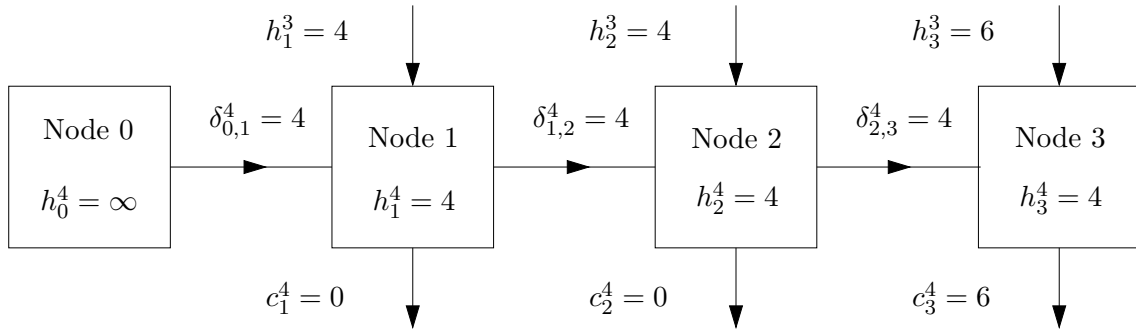 h_1^3 = 4
h_2^3 = 4
h_3^3 = 6
Node 0
δ_{0,1}^4 = 4
Node 1
δ_{1,2}^4 = 4
Node 2
δ_{2,3}^4 = 4
Node 3
h_0^4 = ∞
h_1^4 = 4
h_2^4 = 4
h_3^4 = 4
c_1^4 = 0
c_2^4 = 0
c_3^4 = 6